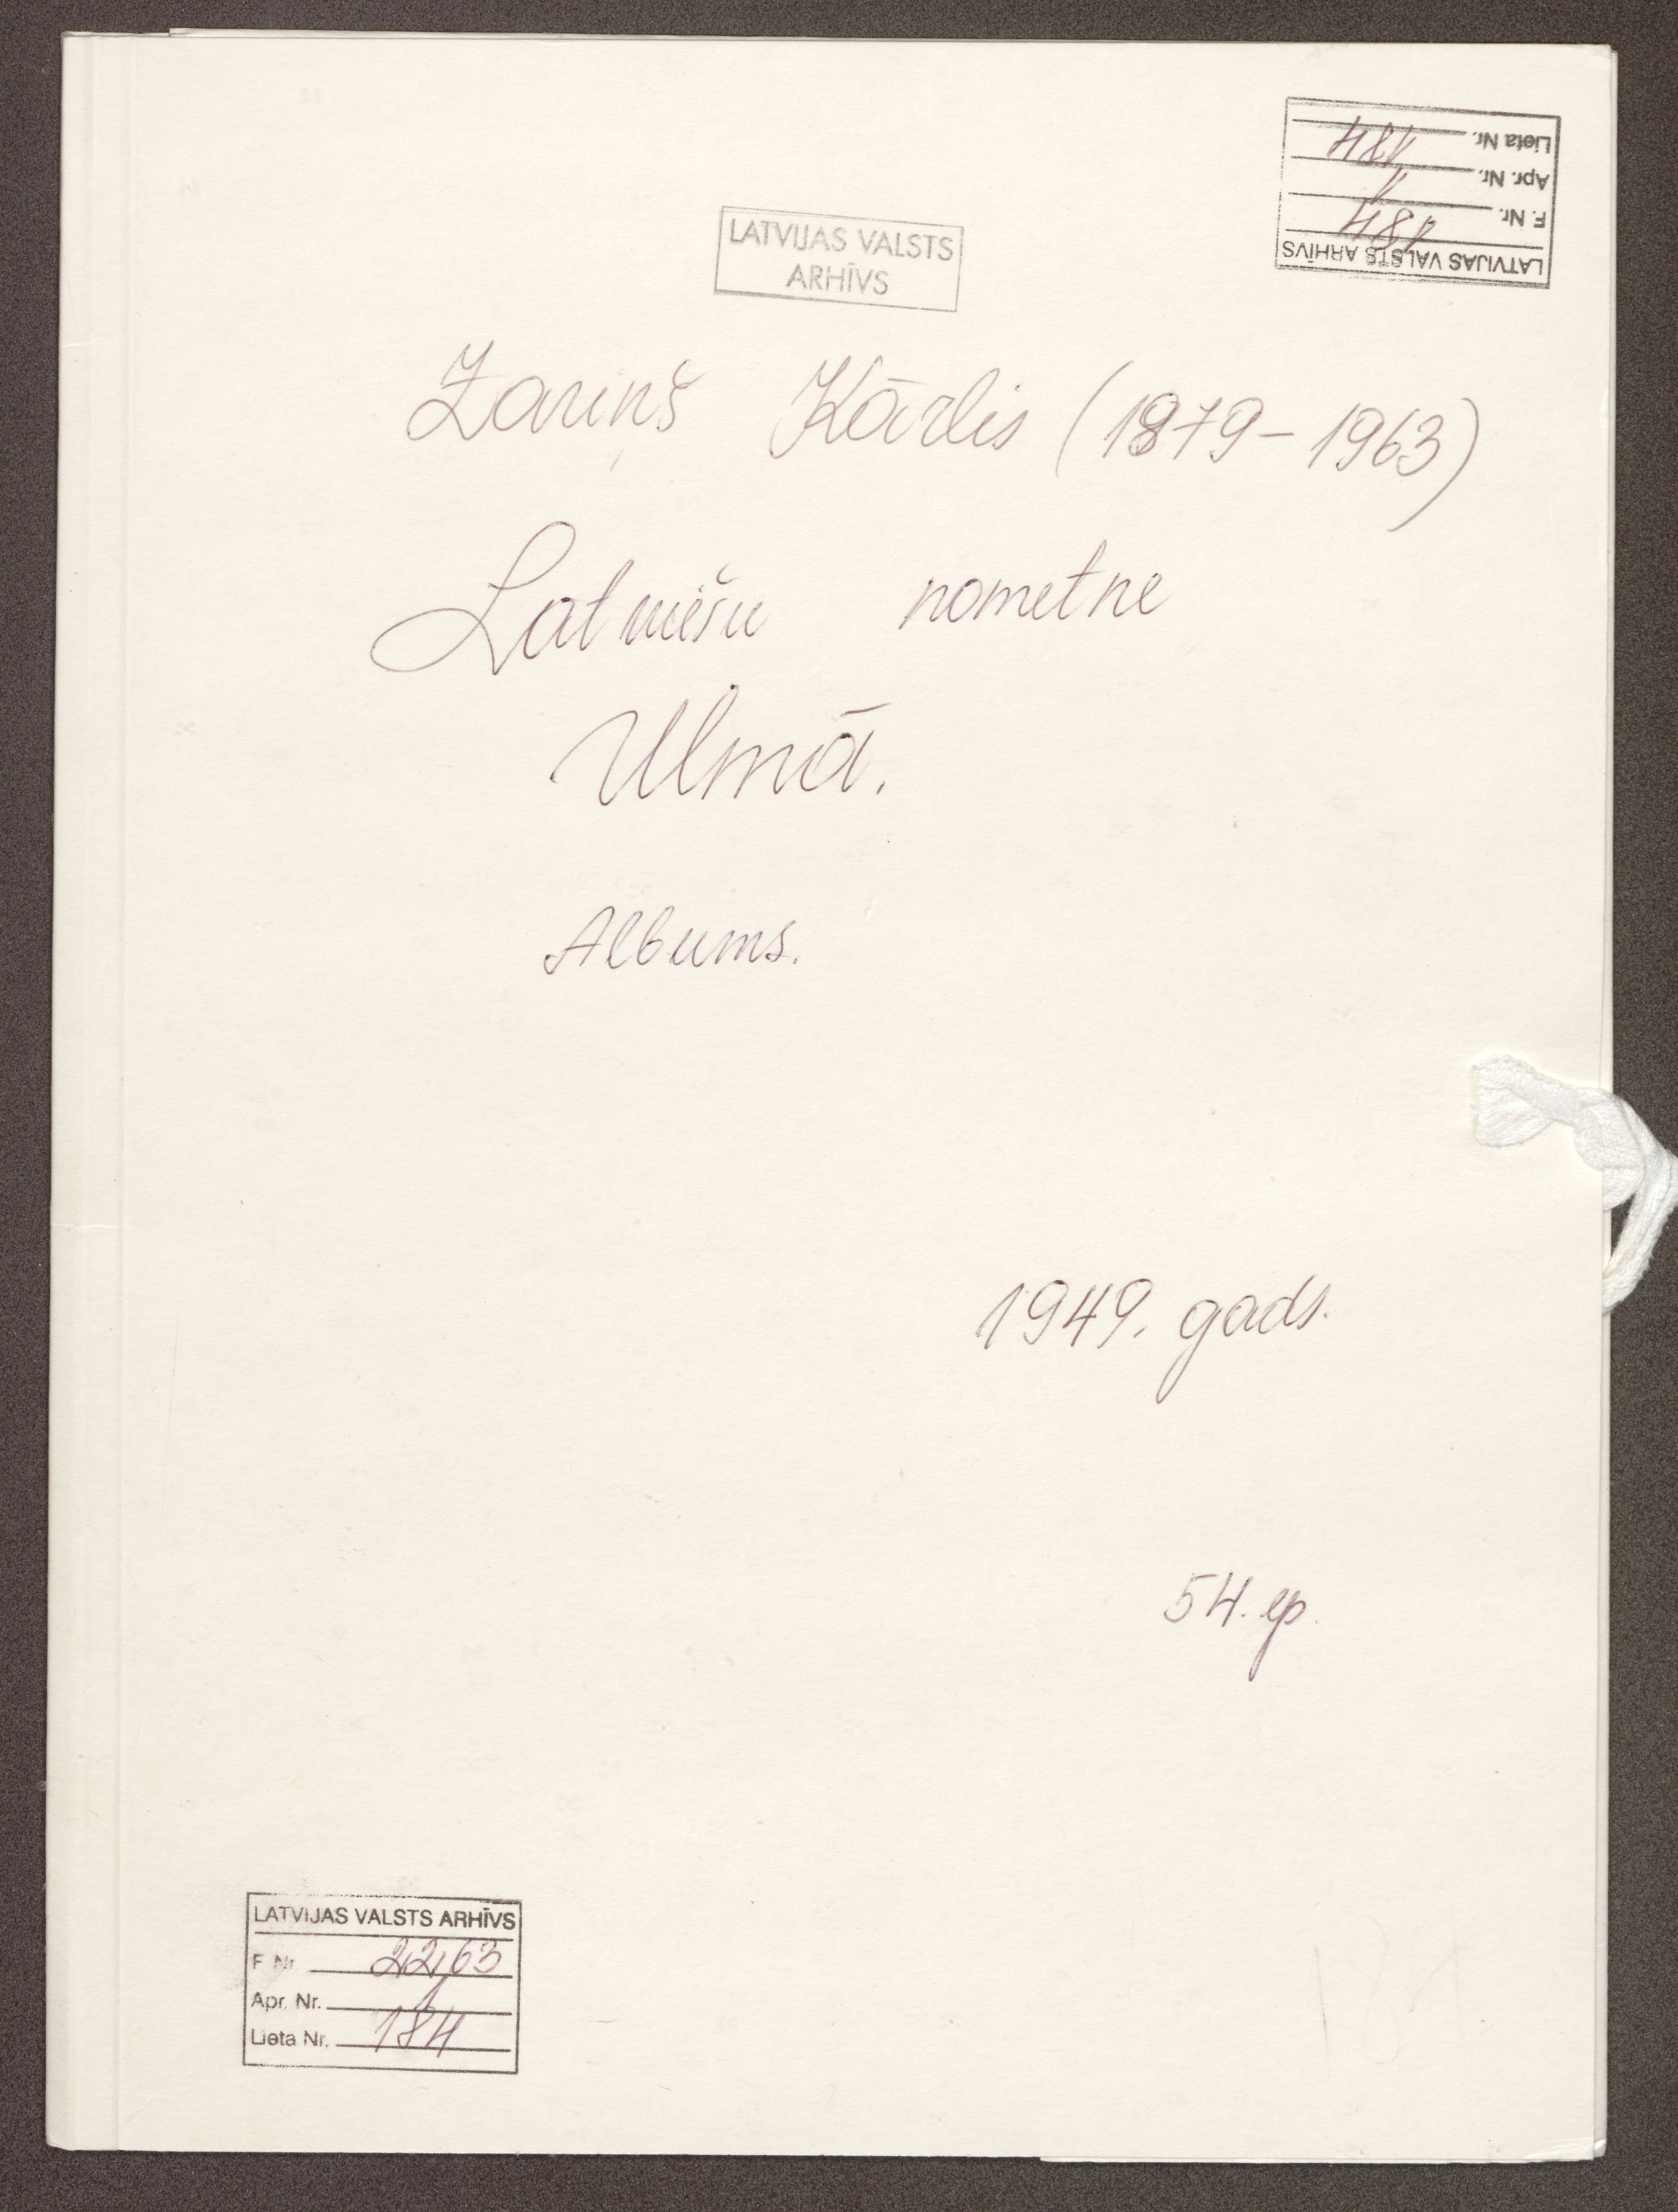 LATVIJAS VALSTS ARHĪVS
F. Nr.
Apr. Nr. 1
Lieta Nr. 184
LATVIJAS VALSTS
ARHĪVS
Zariņš Kārlis (1879-1963)
Latviešu nometne
Ulmā.
Albums.
1949. gads.
54. lp.
LATVIJAS VALSTS ARHĪVS
F. Nr. 2263
Apr. Nr. 1
Lieta Nr. 184